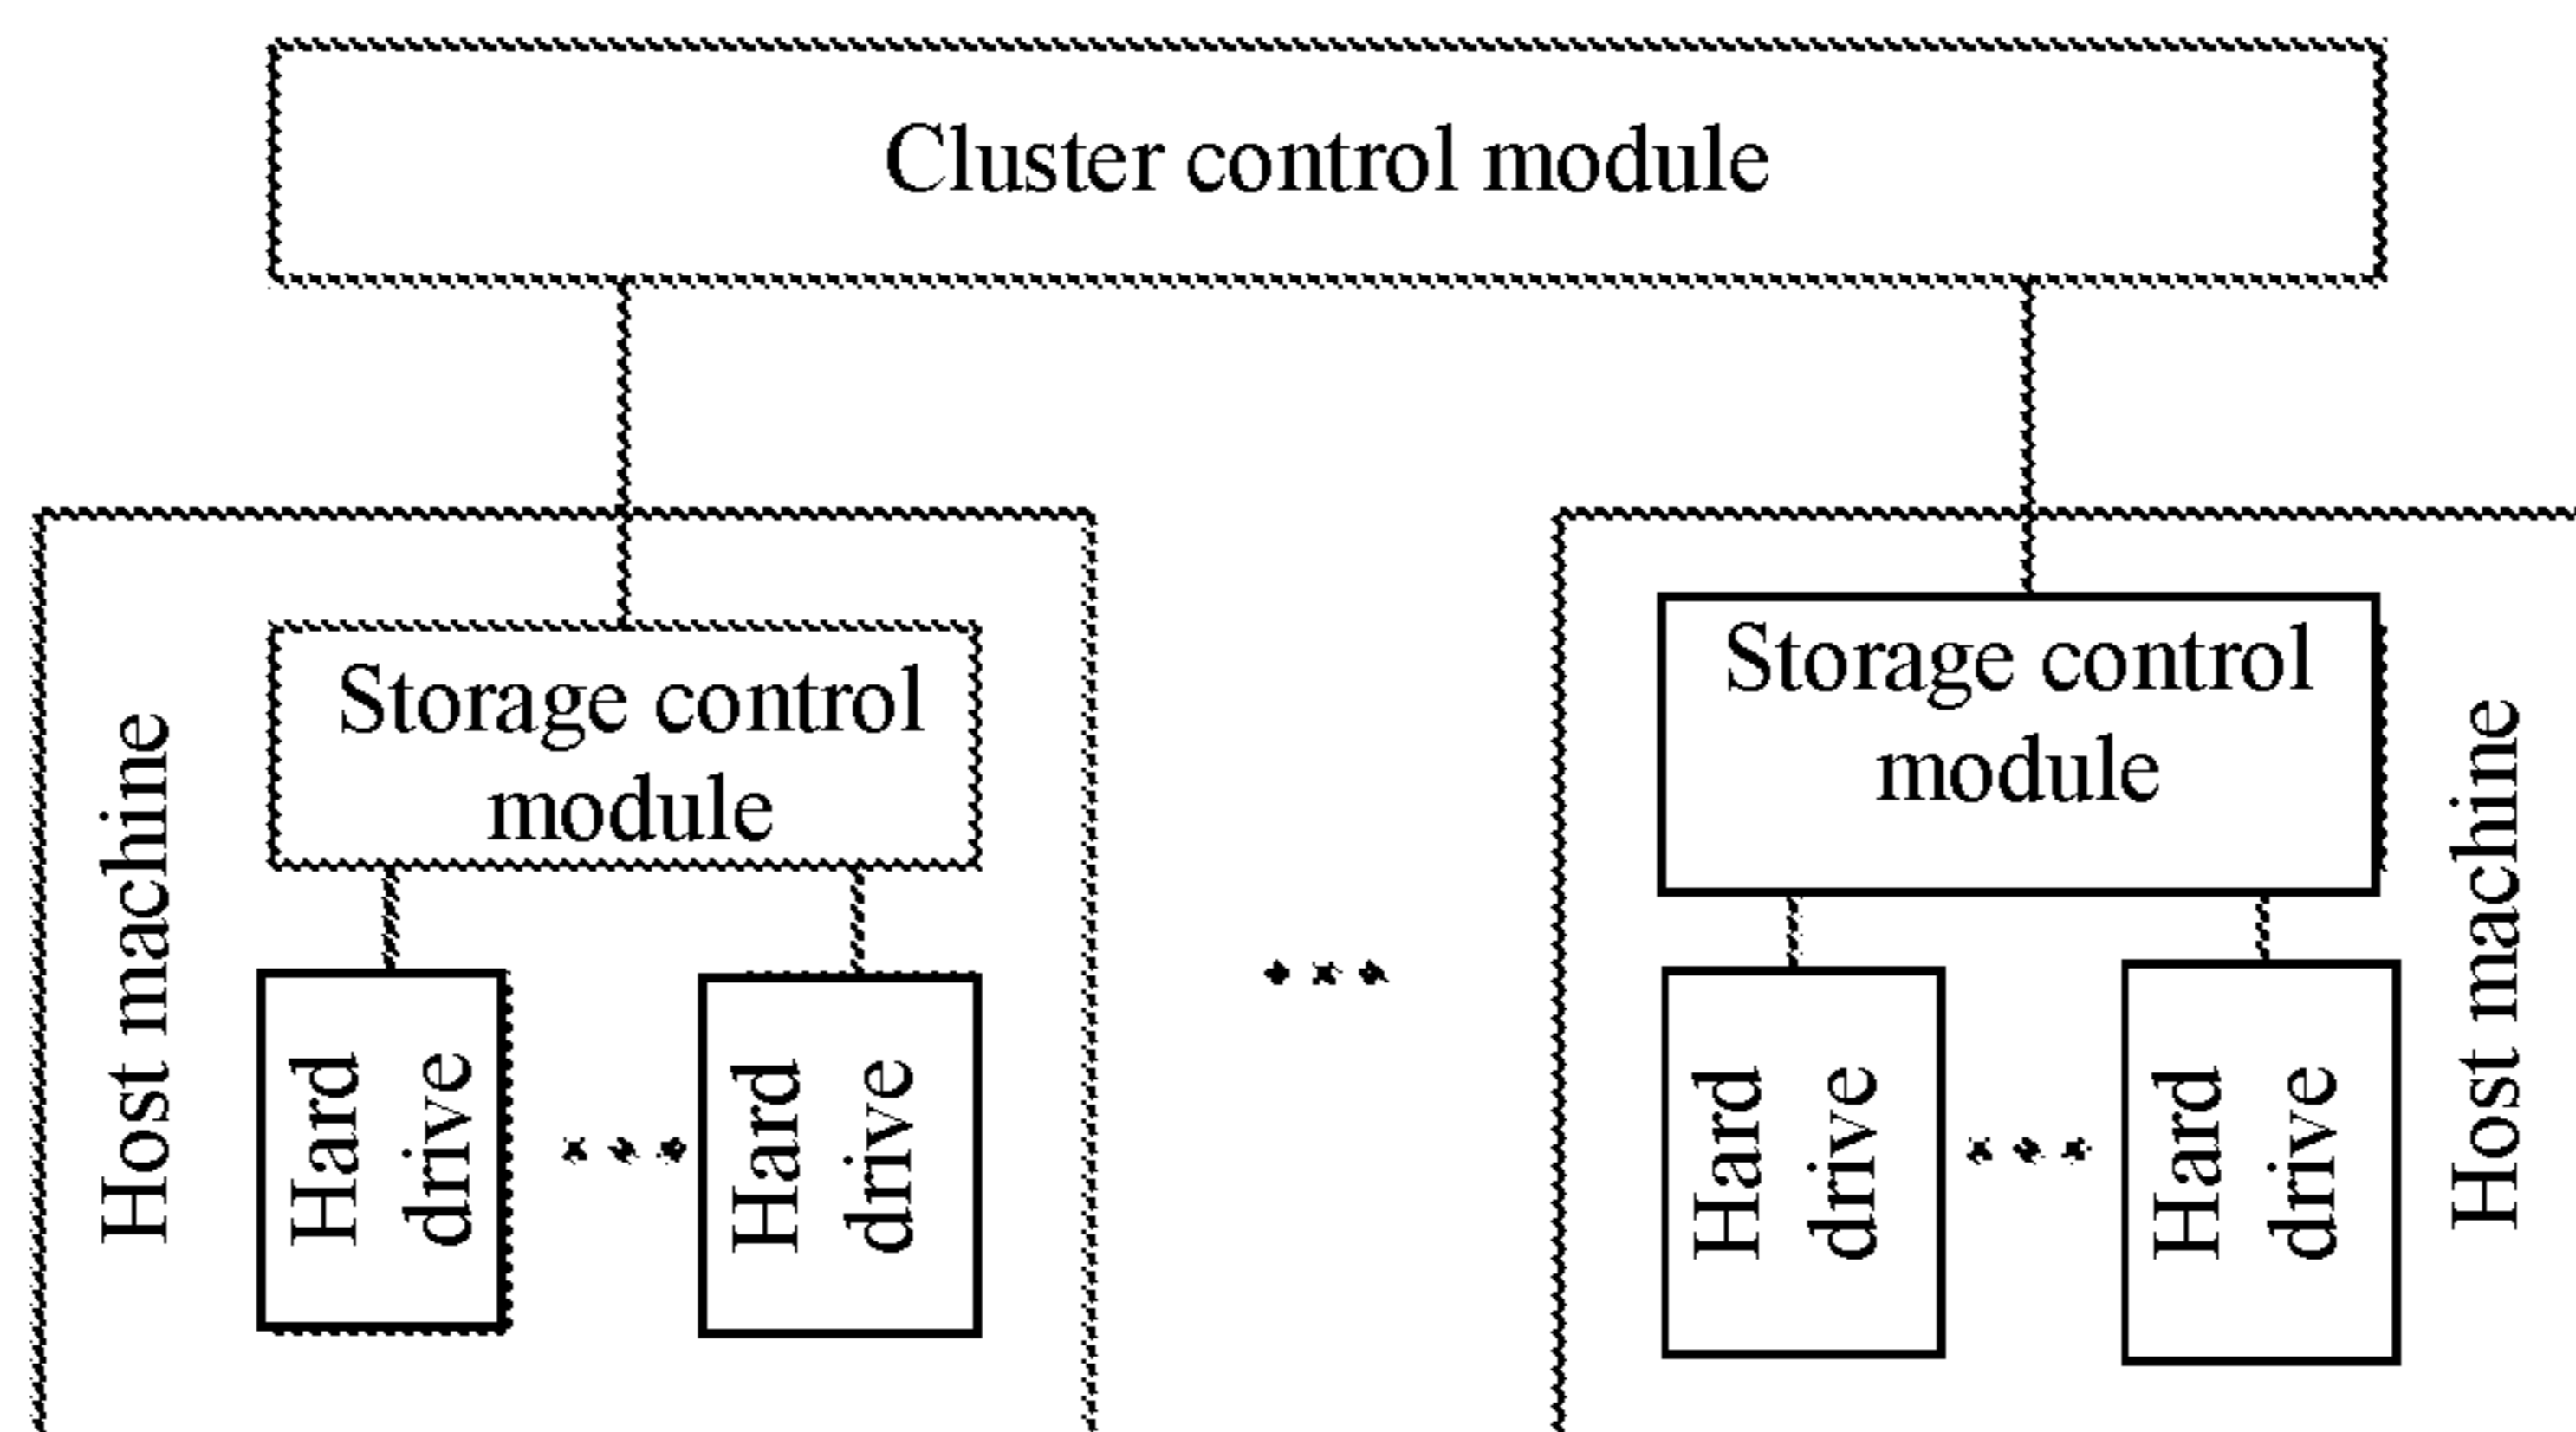 Cluster control module
Host machine
Storage control
module
Hard
drive
Hard
drive
Storage control
module
Hard
drive
Hard
drive
Host machine